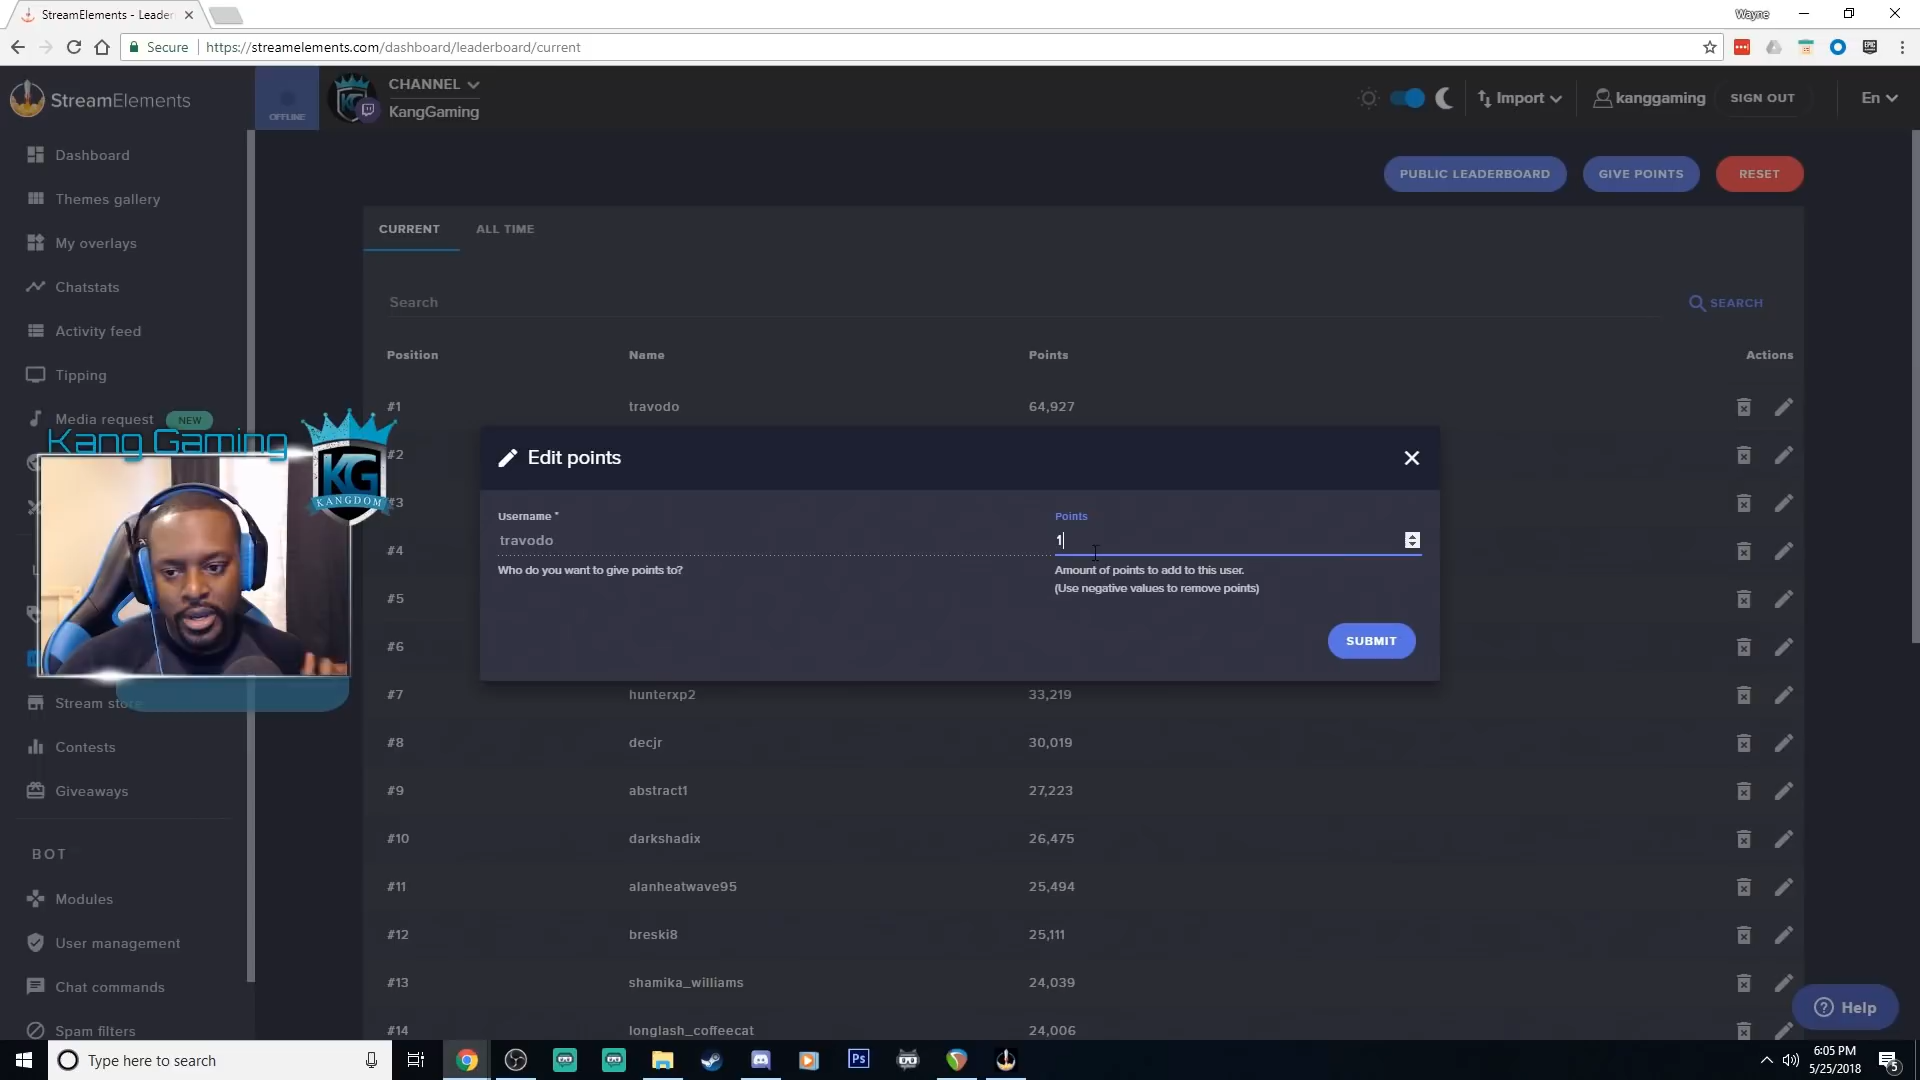 StreamElements - Leader
Wayne
Secure
https://streamelements.com/dashboard/leaderboard/current
StreamElements
OFFLINE
CHANNEL
KangGaming
Import
kanggaming
SIGN OUT
En
Dashboard
Themes gallery
My overlays
Chatstats
Activity feed
Tipping
Media request NEW
Stream store
Contests
Giveaways
BOT
Modules
User management
Chat commands
Spam filters
Kang Gaming
KG
KANGDOM
PUBLIC LEADERBOARD
GIVE POINTS
RESET
CURRENT
ALL TIME
Search
SEARCH
Position Name Points Actions
#1 travodo 64,927
#2
#3
#4
#5
#6
#7 hunterxp2 33,219
#8 decjr 30,019
#9 abstract1 27,223
#10 darkshadix 26,475
#11 alanheatwave95 25,494
#12 breski8 25,111
#13 shamika_williams 24,039
#14 longlash_coffeecat 24,006
Edit points
Username *
travodo
Who do you want to give points to?
Points
1
Amount of points to add to this user.
(Use negative values to remove points)
SUBMIT
Help
Type here to search
Ps
6:05 PM
5/25/2018
5